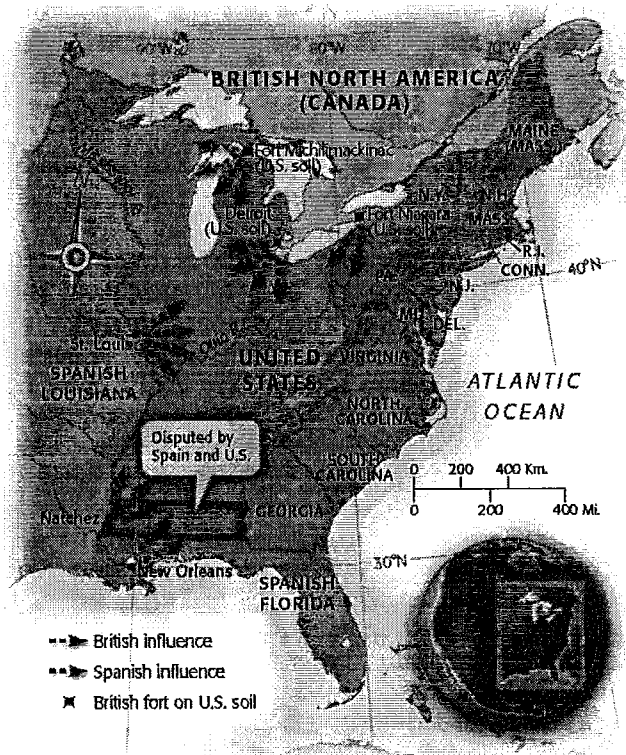 90°W
80°W
70°W
BRITISH NORTH AMERICA
(CANADA)
MAINE
(MASS.)
Fort Michilimackinac
(U.S. soil)
N.Y.
N.H.
MASS.
Detroit
(U.S. soil)
Fort Niagara
(U.S. soil)
R.I.
CONN.
40°N
PA.
N.J.
MD.
DEL.
Ohio R.
St. Louis
UNITED
STATES
VIRGINIA
SPANISH
LOUISIANA
ATLANTIC
OCEAN
NORTH
CAROLINA
Disputed by
Spain and U.S.
SOUTH
CAROLINA
0 200 400 Km.
0 200 400 Mi.
Natchez
GEORGIA
New Orleans
30°N
SPANISH
FLORIDA
British influence
Spanish influence
British fort on U.S. soil